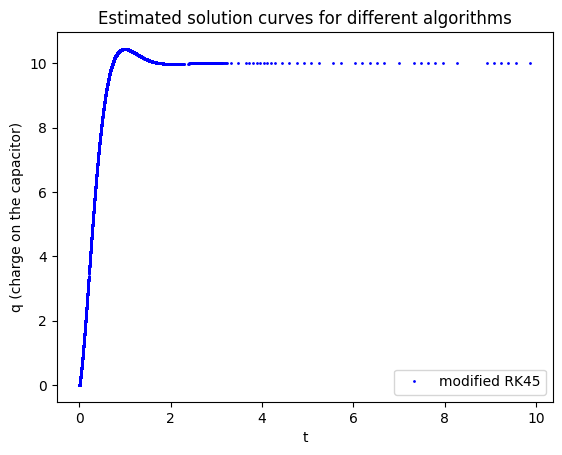 Estimated solution curves for different algorithms
10
8
6
4
2
0
q (charge on the capacitor)
modified RK45
0 2 4 6 8 10
t